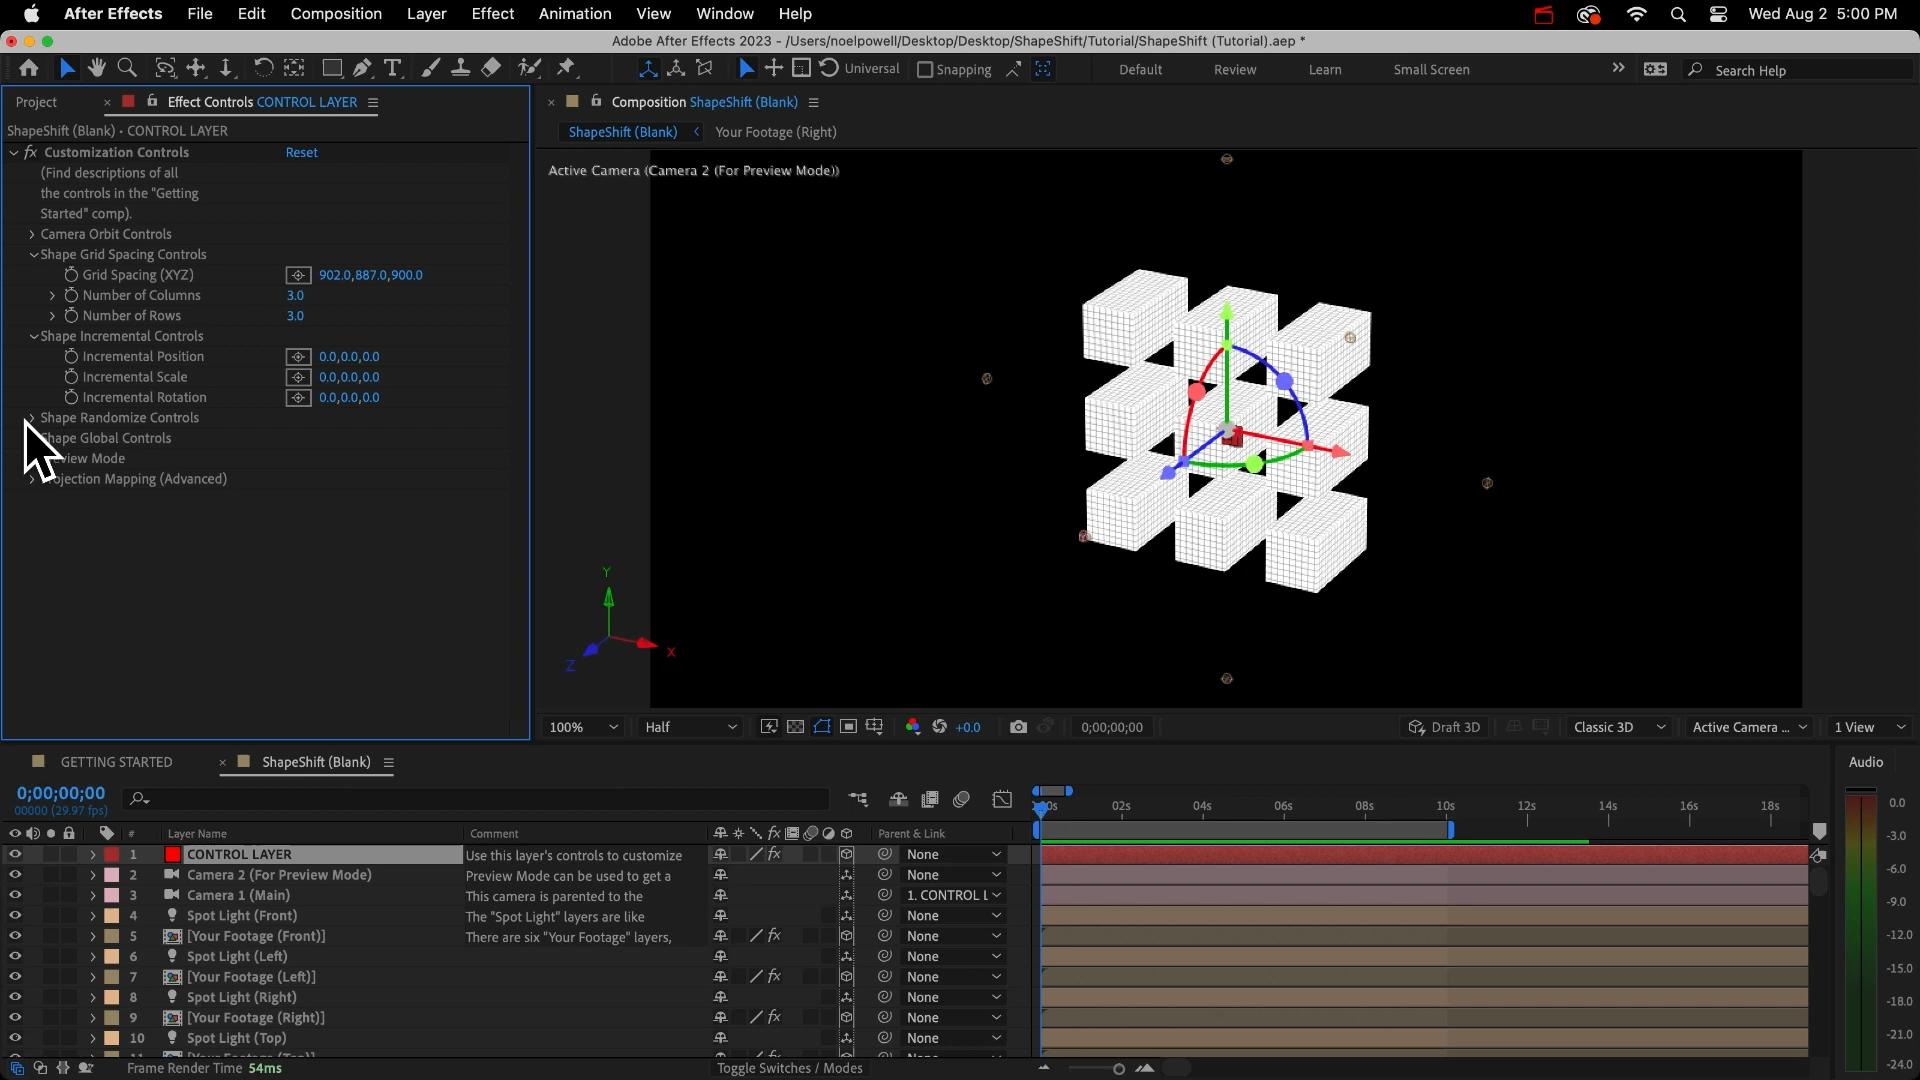 After Effects File Edit Composition Layer Effect Animation View Window Help Wed Aug 2 5:00 PM
Adobe After Effects 2023 - /Users/noelpowell/Desktop/Desktop/ShapeShift/Tutorial/ShapeShift (Tutorial).aep *
Universal Snapping Default Review Learn Small Screen Search Help
Project Effect Controls CONTROL LAYER Composition ShapeShift (Blank)
ShapeShift (Blank) • CONTROL LAYER ShapeShift (Blank) Your Footage (Right)
fx Customization Controls Reset
(Find descriptions of all
the controls in the "Getting
Started" comp).
Active Camera (Camera 2 (For Preview Mode))
Camera Orbit Controls
Shape Grid Spacing Controls
Grid Spacing (XYZ) 902.0,887.0,900.0
Number of Columns 3.0
Number of Rows 3.0
Shape Incremental Controls
Incremental Position 0.0,0.0,0.0
Incremental Scale 0.0,0.0,0.0
Incremental Rotation 0.0,0.0,0.0
Shape Randomize Controls
hape Global Controls
view Mode
ojection Mapping (Advanced)
Y
X
Z
100% Half +0.0 0;00;00;00 Draft 3D Classic 3D Active Camera ... 1 View
GETTING STARTED ShapeShift (Blank) Audio
0;00;00;00
00000 (29.97 fps)
02s 04s 06s 08s 10s 12s 14s 16s 18s
# Layer Name Comment fx Parent & Link
1 CONTROL LAYER Use this layer's controls to customize fx None
2 Camera 2 (For Preview Mode) Preview Mode can be used to get a None
3 Camera 1 (Main) This camera is parented to the 1. CONTROL L
4 Spot Light (Front) The "Spot Light" layers are like None
5 [Your Footage (Front)] There are six "Your Footage" layers, fx None
6 Spot Light (Left) None
7 [Your Footage (Left)] fx None
8 Spot Light (Right) None
9 [Your Footage (Right)] fx None
10 Spot Light (Top) None
0.0
-3.0
-6.0
-9.0
-12.0
-15.0
-18.0
-21.0
-24.0
Frame Render Time 54ms Toggle Switches / Modes